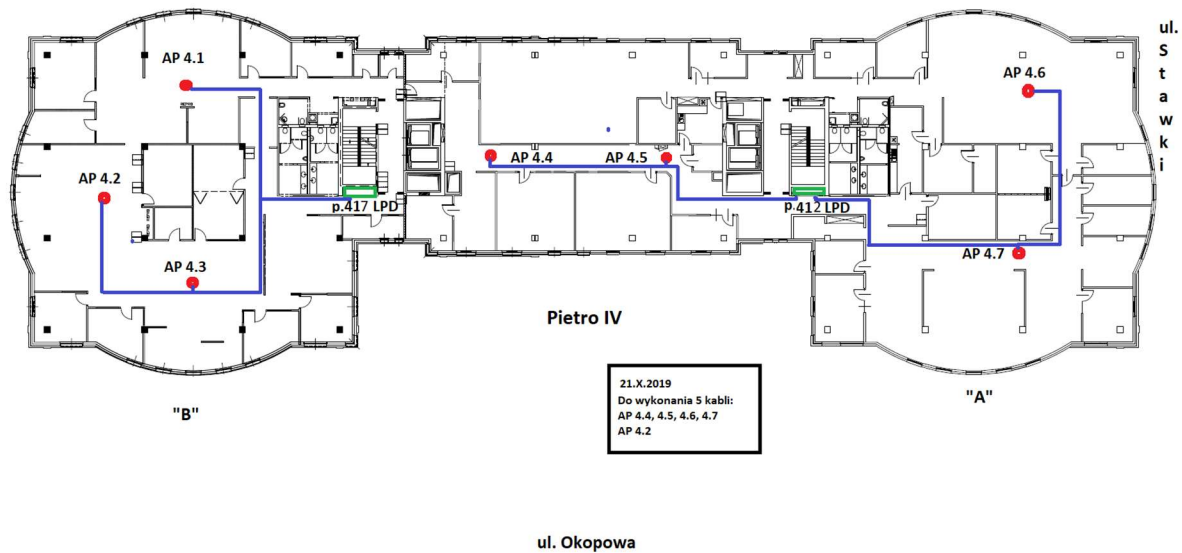 ul.
S
t
a
w
k
i
AP 4.1
AP 4.6
AP 4.4
AP 4.5
AP 4.2
p.417 LPD
p.412 LPD
AP 4.7
AP 4.3
Pietro IV
21.X.2019
Do wykonania 5 kabli:
AP 4.4, 4.5, 4.6, 4.7
AP 4.2
"B"
"A"
ul. Okopowa